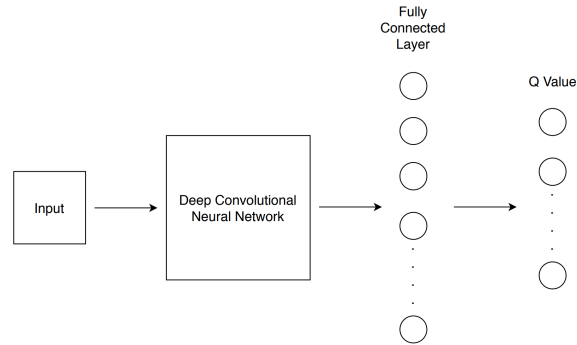 Input
Deep Convolutional
Neural Network
Fully
Connected
Layer
Q Value